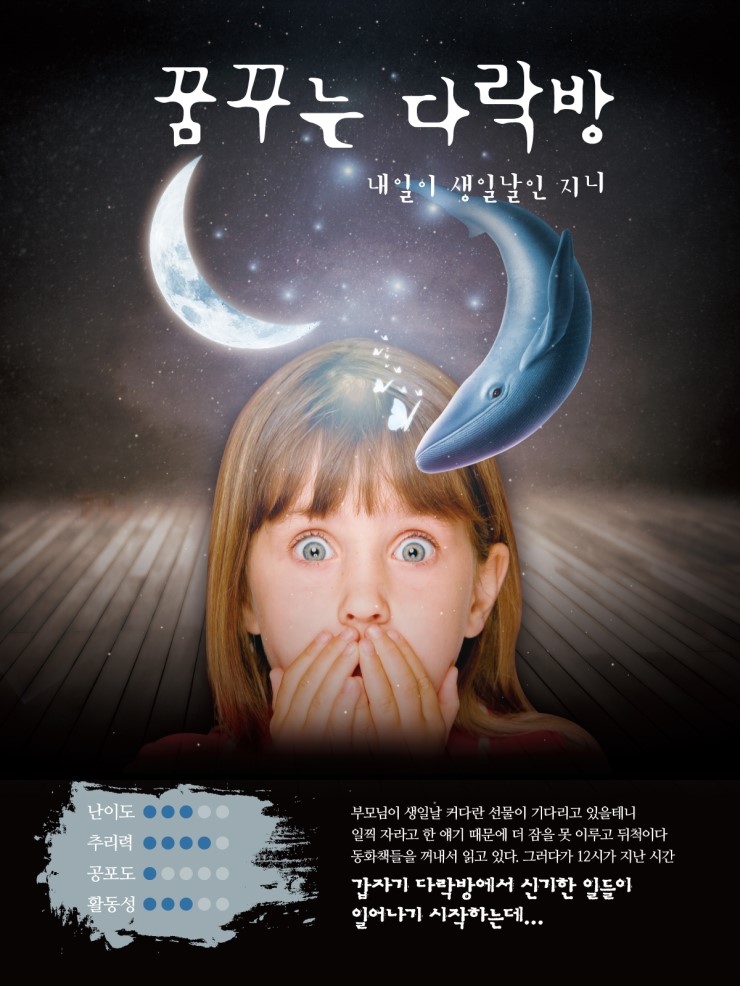 꿈꾸는 다락방
내일이 생일날인 지니
난이도
추리력
공포도
활동성
부모님이 생일날 커다란 선물이 기다리고 있을테니
일찍 자라고 한 얘기 때문에 더 잠을 못 이루고 뒤척이다
동화책들을 꺼내서 읽고 있다. 그러다가 12시가 지난 시간
갑자기 다락방에서 신기한 일들이
일어나기 시작하는데...